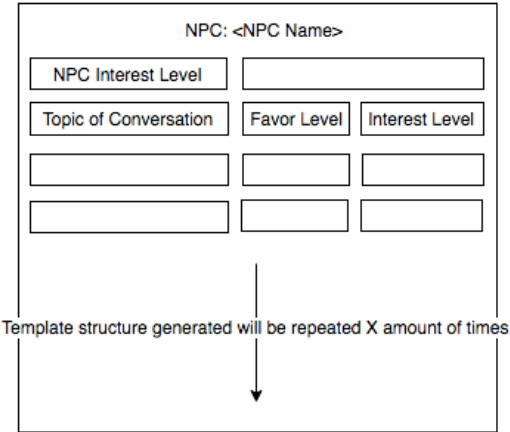 NPC: <NPC Name>
NPC Interest Level
Topic of Conversation Favor Level Interest Level
Template structure generated will be repeated X amount of times